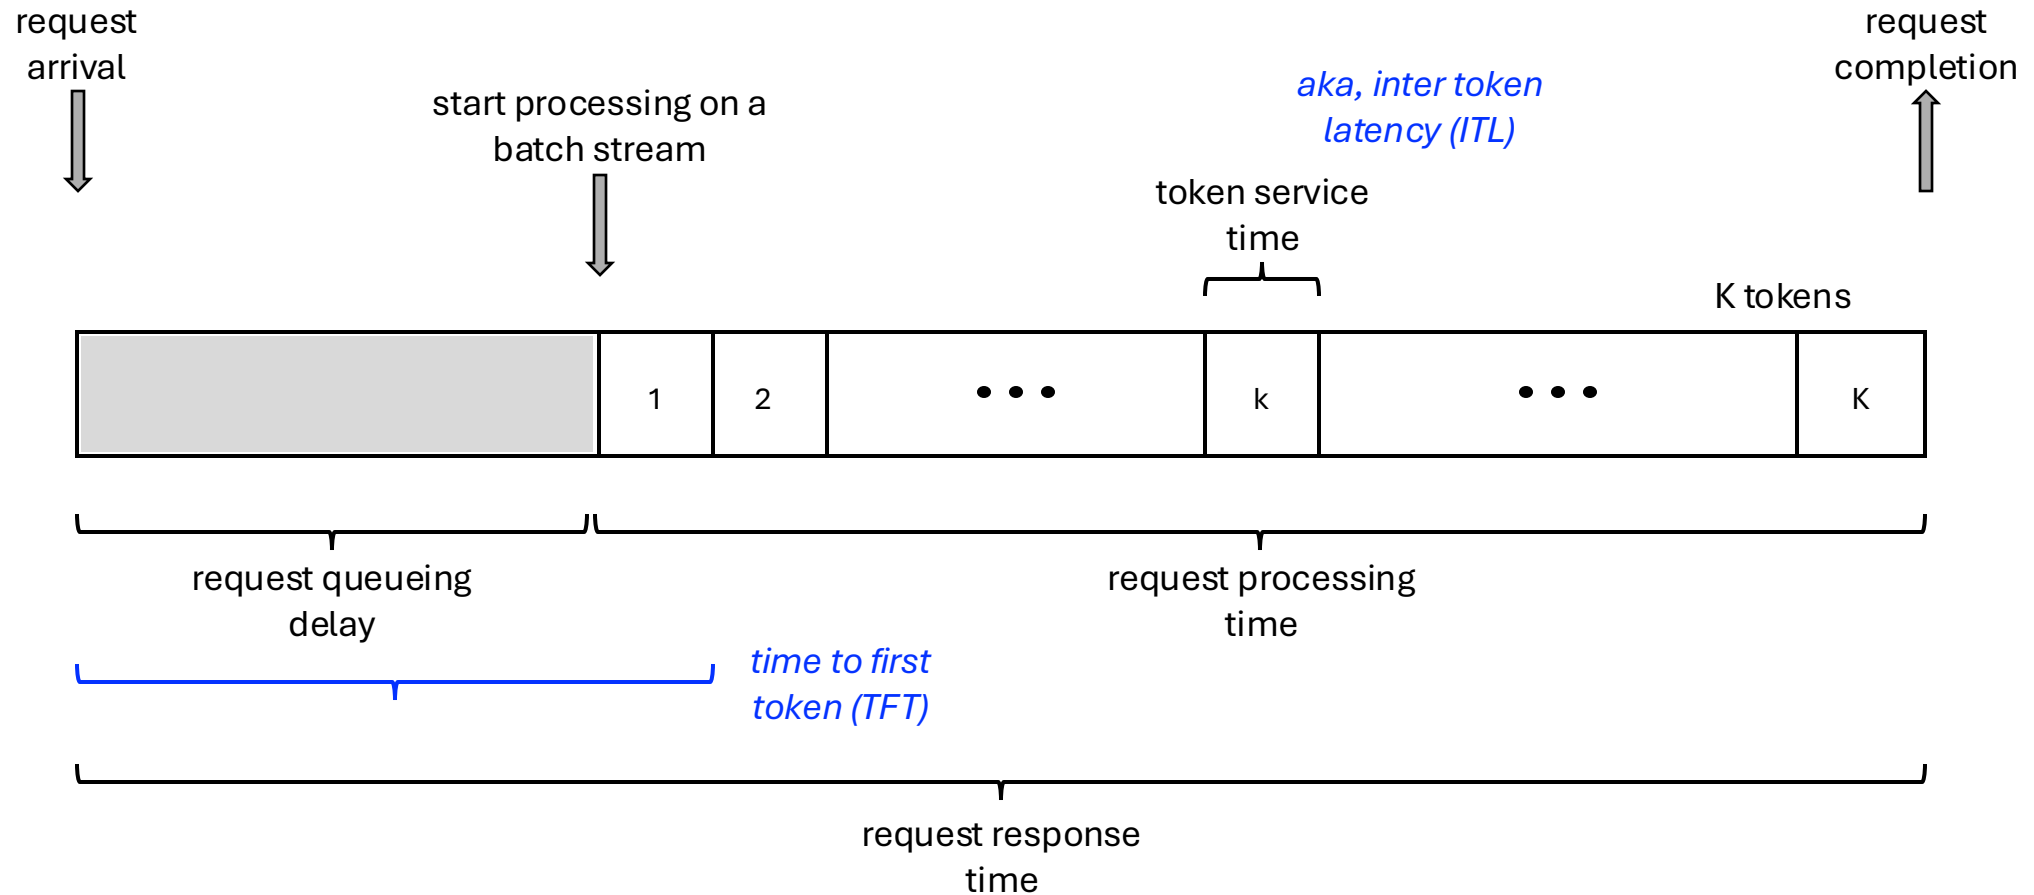 request
arrival
start processing on a
batch stream
aka, inter token
latency (ITL)
token service
time
request
completion
K tokens
1
2
• • •
k
• • •
K
request queueing
delay
request processing
time
time to first
token (TFT)
request response
time